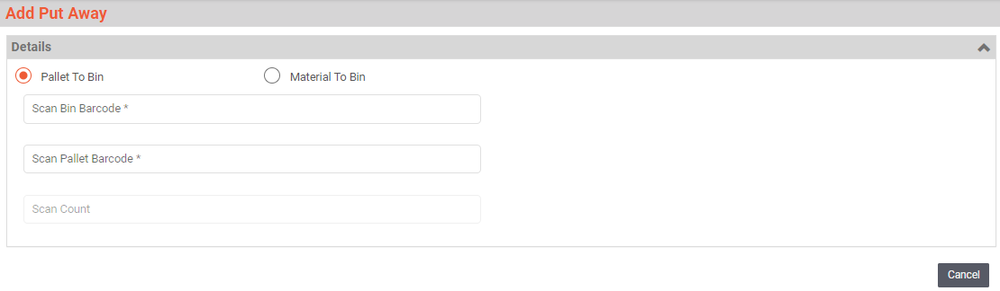 Add Put Away
Details
Pallet To Bin Material To Bin
Scan Bin Barcode *
Scan Pallet Barcode *
Scan Count
Cancel